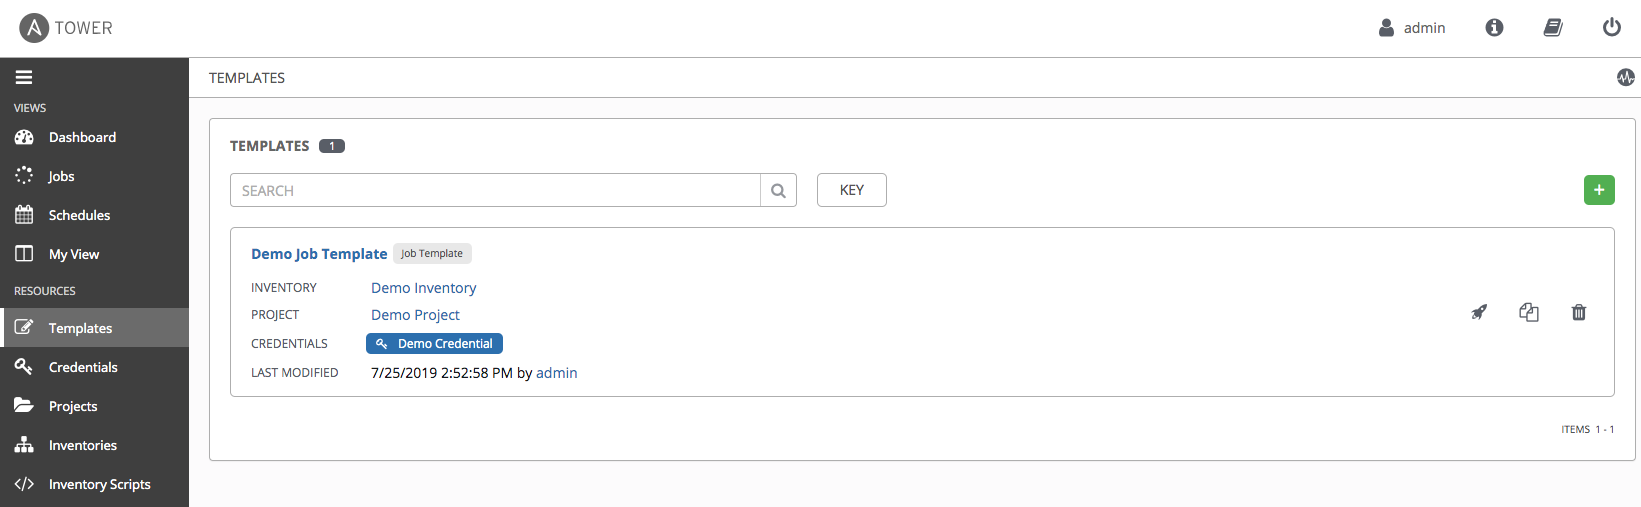 A TOWER
admin
TEMPLATES
VIEWS
Dashboard
Jobs
Schedules
My View
RESOURCES
Templates
Credentials
Projects
Inventories
Inventory Scripts
TEMPLATES 1
SEARCH
KEY
+
Demo Job Template Job Template
INVENTORY Demo Inventory
PROJECT Demo Project
CREDENTIALS Demo Credential
LAST MODIFIED 7/25/2019 2:52:58 PM by admin
ITEMS 1 - 1